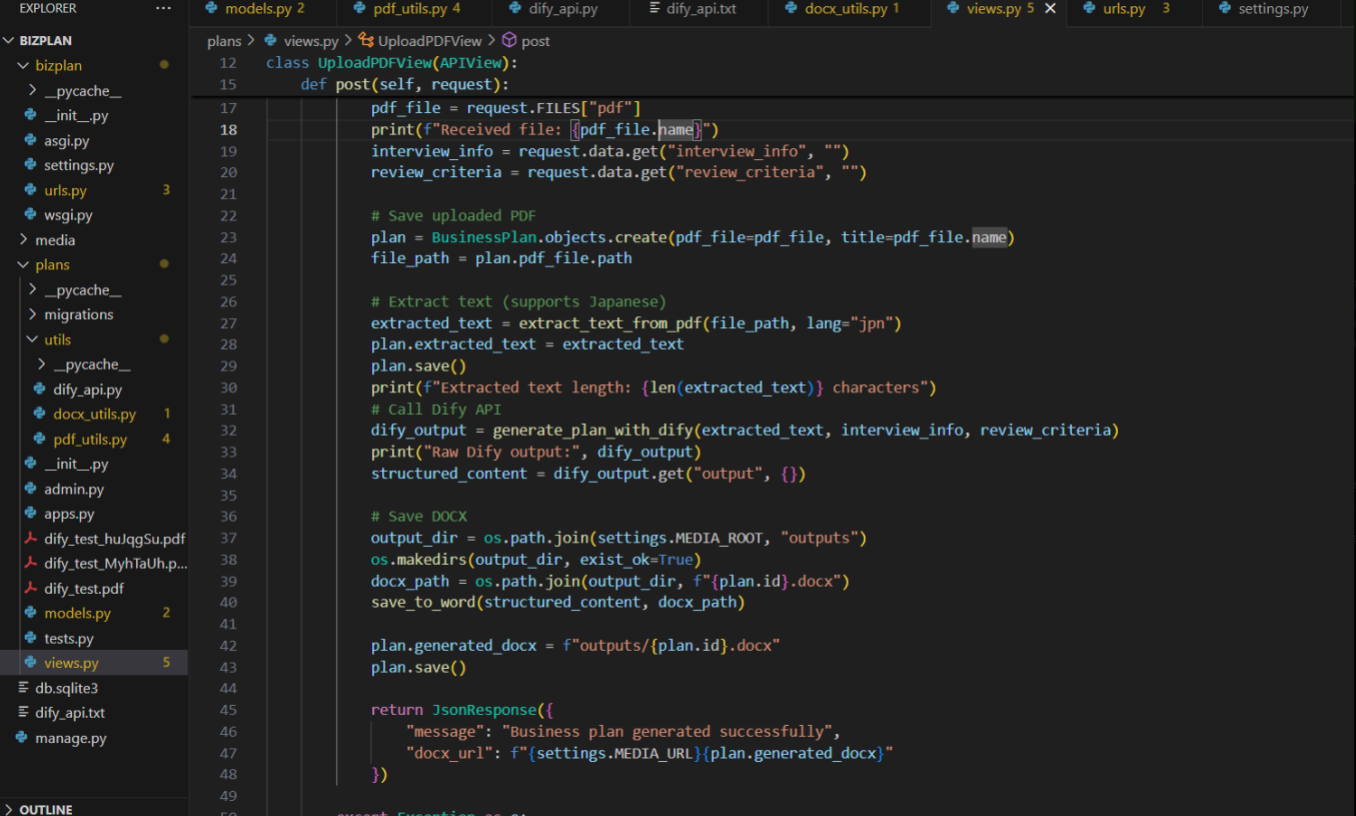 EXPLORER ...
BIZPLAN
bizplan
__pycache__
__init__.py
asgi.py
settings.py
urls.py 3
wsgi.py
media
plans
__pycache__
migrations
utils
__pycache__
dify_api.py
docx_utils.py 1
pdf_utils.py 4
__init__.py
admin.py
apps.py
dify_test_huJqgSu.pdf
dify_test_MyhTaUh.p...
dify_test.pdf
models.py 2
tests.py
views.py 5
db.sqlite3
dify_api.txt
manage.py
OUTLINE
models.py 2 pdf_utils.py 4 dify_api.py dify_api.txt docx_utils.py 1 views.py 5 urls.py 3 settings.py
plans > views.py > UploadPDFView > post
12 class UploadPDFView(APIView):
15 def post(self, request):
17 pdf_file = request.FILES["pdf"]
18 print(f"Received file: {pdf_file.name}")
19 interview_info = request.data.get("interview_info", "")
20 review_criteria = request.data.get("review_criteria", "")
21
22 # Save uploaded PDF
23 plan = BusinessPlan.objects.create(pdf_file=pdf_file, title=pdf_file.name)
24 file_path = plan.pdf_file.path
25
26 # Extract text (supports Japanese)
27 extracted_text = extract_text_from_pdf(file_path, lang="jpn")
28 plan.extracted_text = extracted_text
29 plan.save()
30 print(f"Extracted text length: {len(extracted_text)} characters")
31 # Call Dify API
32 dify_output = generate_plan_with_dify(extracted_text, interview_info, review_criteria)
33 print("Raw Dify output:", dify_output)
34 structured_content = dify_output.get("output", {})
35
36 # Save DOCX
37 output_dir = os.path.join(settings.MEDIA_ROOT, "outputs")
38 os.makedirs(output_dir, exist_ok=True)
39 docx_path = os.path.join(output_dir, f"{plan.id}.docx")
40 save_to_word(structured_content, docx_path)
41
42 plan.generated_docx = f"outputs/{plan.id}.docx"
43 plan.save()
44
45 return JsonResponse({
46 "message": "Business plan generated successfully",
47 "docx_url": f"{settings.MEDIA_URL}{plan.generated_docx}"
48 })
49
50 except Exception as e: